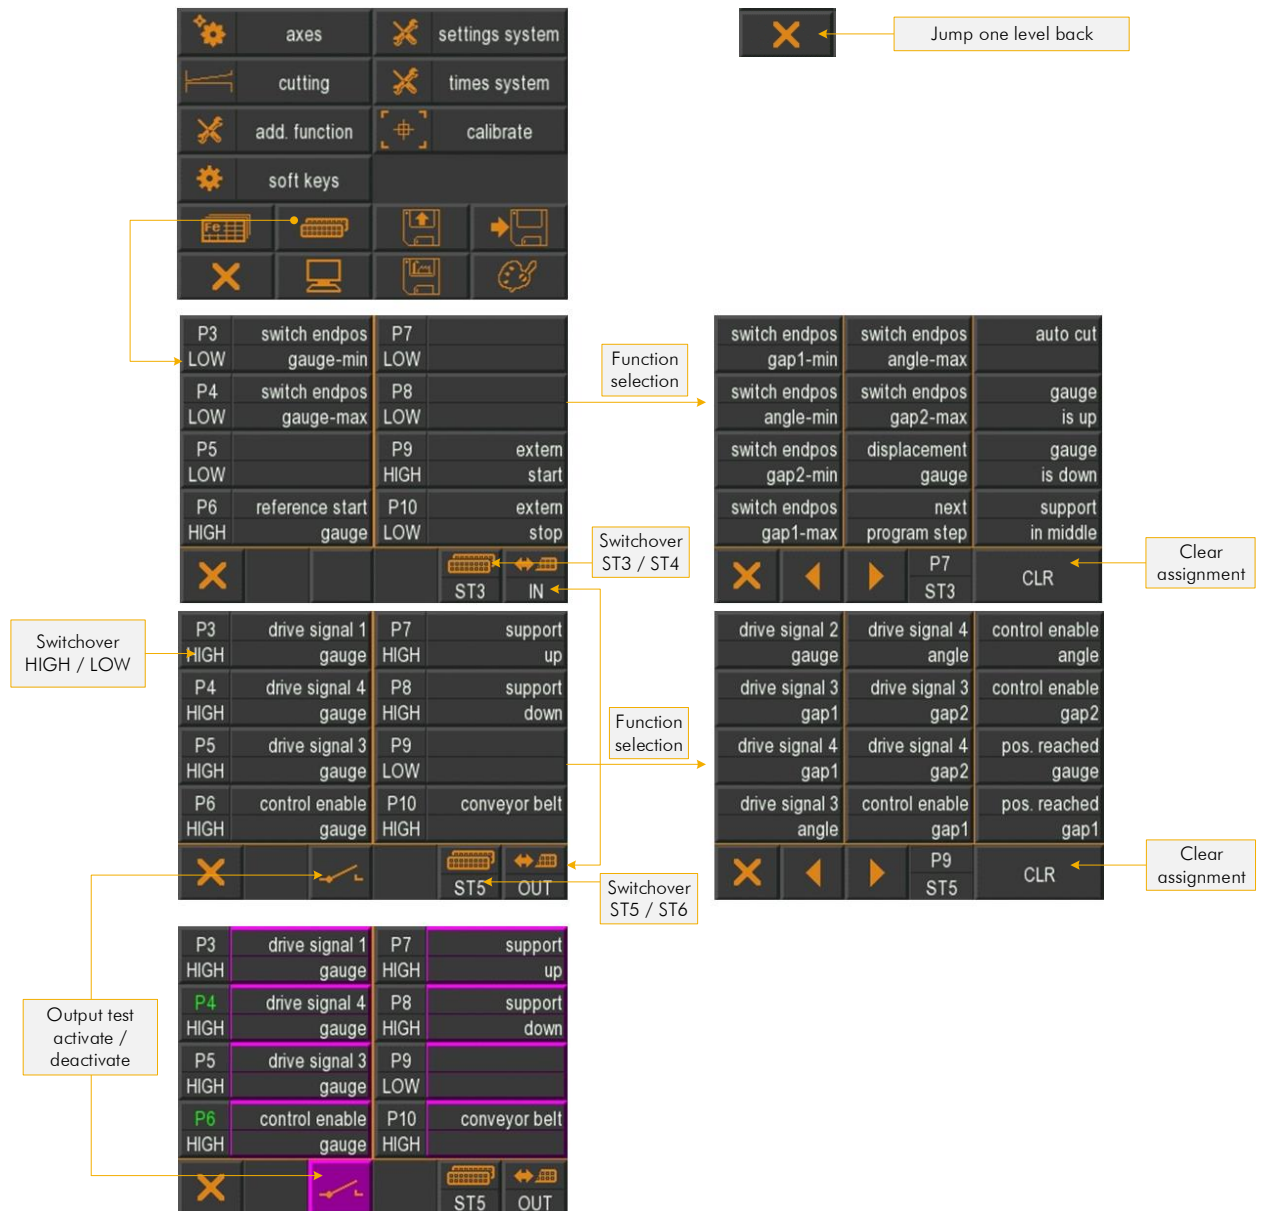 axes
settings system
Jump one level back
cutting
times system
add. function
calibrate
soft keys
Fe
P3
switch endpos
P7
LOW
gauge-min
LOW
P4
switch endpos
P8
LOW
gauge-max
LOW
P5
P9
extern
LOW
HIGH
start
P6
reference start
P10
extern
HIGH
gauge
LOW
stop
ST3
IN
Function
selection
switch endpos
switch endpos
auto cut
gap1-min
angle-max
switch endpos
switch endpos
gauge
angle-min
gap2-max
is up
switch endpos
displacement
gauge
gap2-min
gauge
is down
switch endpos
next
support
gap1-max
program step
in middle
P7
ST3
CLR
Switchover
ST3 / ST4
Clear
assignment
Switchover
HIGH / LOW
P3
drive signal 1
P7
support
HIGH
gauge
HIGH
up
P4
drive signal 4
P8
support
HIGH
gauge
HIGH
down
P5
drive signal 3
P9
HIGH
gauge
LOW
P6
control enable
P10
conveyor belt
HIGH
gauge
HIGH
ST5
OUT
Function
selection
drive signal 2
drive signal 4
control enable
gauge
angle
angle
drive signal 3
drive signal 3
control enable
gap1
gap2
gap2
drive signal 4
drive signal 4
pos. reached
gap1
gap2
gauge
drive signal 3
control enable
pos. reached
angle
gap1
gap1
P9
ST5
CLR
Switchover
ST5 / ST6
Clear
assignment
Output test
activate /
deactivate
P3
drive signal 1
P7
support
HIGH
gauge
HIGH
up
P4
drive signal 4
P8
support
HIGH
gauge
HIGH
down
P5
drive signal 3
P9
HIGH
gauge
LOW
P6
control enable
P10
conveyor belt
HIGH
gauge
HIGH
ST5
OUT